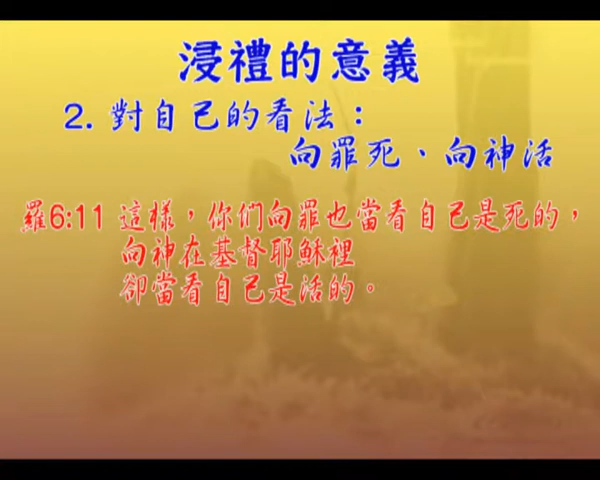 浸禮的意義
2. 對自己的看法：
向罪死、向神活
羅6:11 這樣，你們向罪也當看自己是死的，
向神在基督耶穌裡
卻當看自己是活的。